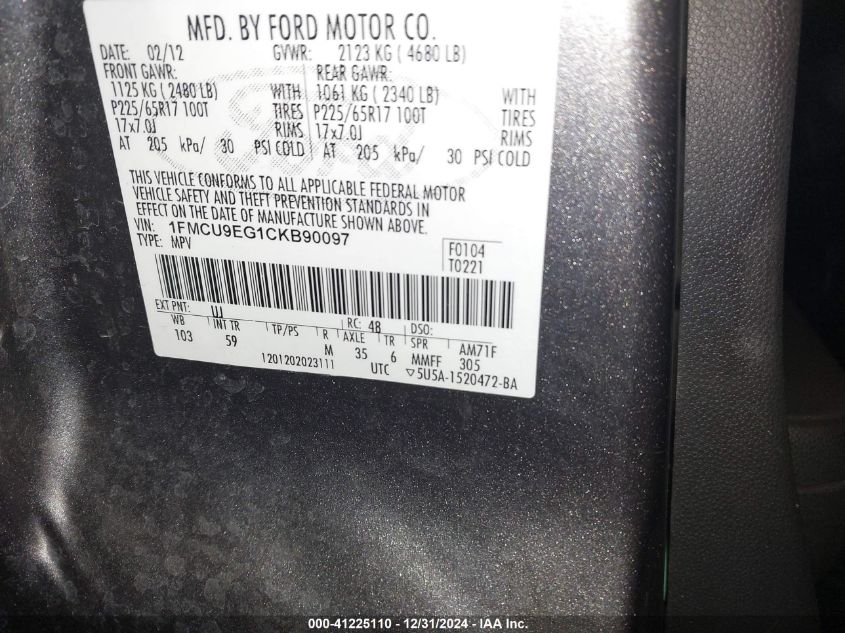 MFD. BY FORD MOTOR CO.
DATE: 02/12 GVWR: 2123 KG ( 4680 LB)
FRONT GAWR: REAR GAWR:
1125 KG ( 2480 LB) WITH 1061 KG ( 2340 LB) WITH
P225/65R17 100T TIRES P225/65R17 100T TIRES
17x7.0J RIMS 17x7.0J RIMS
AT 205 kPa/ 30 PSI COLD AT 205 kPa/ 30 PSI COLD
THIS VEHICLE CONFORMS TO ALL APPLICABLE FEDERAL MOTOR
VEHICLE SAFETY AND THEFT PREVENTION STANDARDS IN
EFFECT ON THE DATE OF MANUFACTURE SHOWN ABOVE.
VIN: 1FMCU9EG1CKB90097
TYPE: MPV
F0104
T0221
EXT PNT: UJ RC: 48 DSO:
WB INT TR TP/PS R AXLE TR SPR AM71F
103 59 M 35 6 MMFF 305
1201202023111 UTC ▽5U5A-1520472-BA
000-41225110 - 12/31/2024 - IAA Inc.